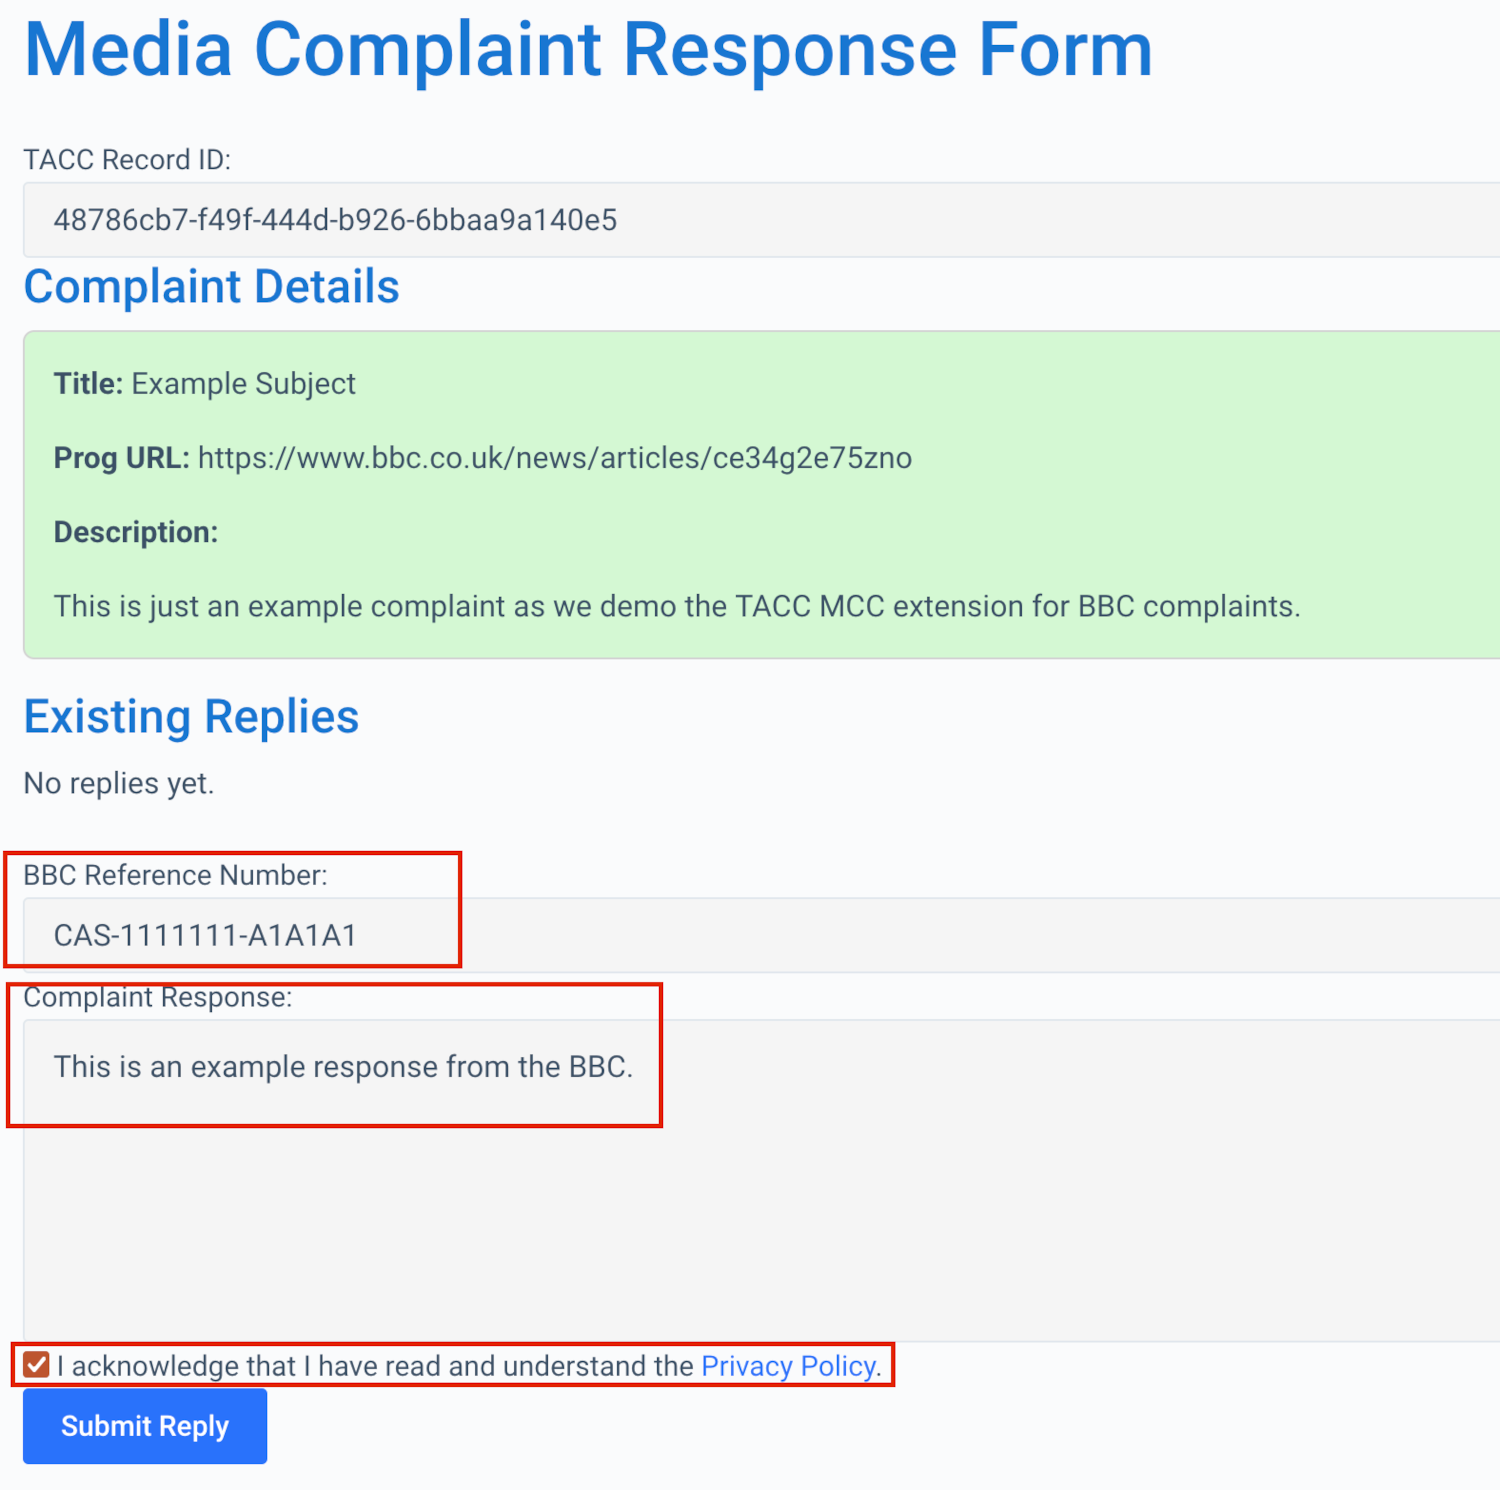 Media Complaint Response Form
TACC Record ID:
48786cb7-f49f-444d-b926-6bbaa9a140e5
Complaint Details
Title: Example Subject
Prog URL: https://www.bbc.co.uk/news/articles/ce34g2e75zno
Description:
This is just an example complaint as we demo the TACC MCC extension for BBC complaints.
Existing Replies
No replies yet.
BBC Reference Number:
CAS-1111111-A1A1A1
Complaint Response:
This is an example response from the BBC.
I acknowledge that I have read and understand the Privacy Policy.
Submit Reply